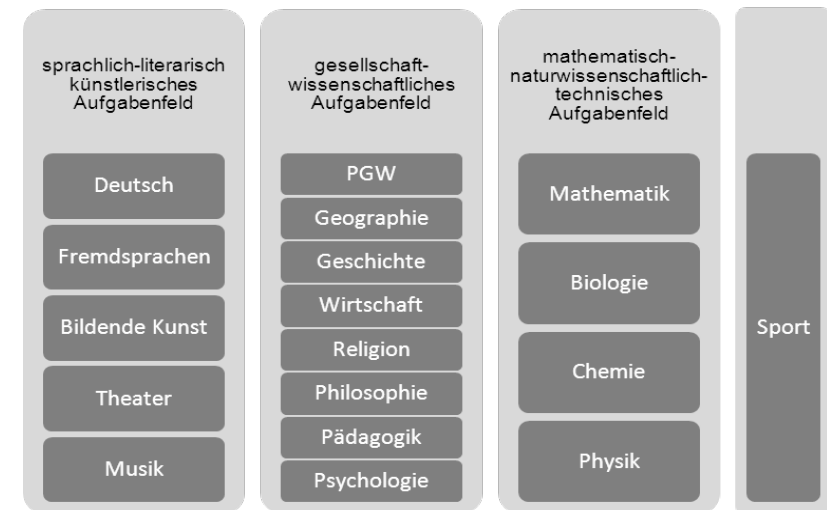 sprachlich-literarisch
künstlerisches
Aufgabenfeld
Deutsch
Fremdsprachen
Bildende Kunst
Theater
Musik
gesellschaft-
wissenschaftliches
Aufgabenfeld
PGW
Geographie
Geschichte
Wirtschaft
Religion
Philosophie
Pädagogik
Psychologie
mathematisch-
naturwissenschaftlich-
technisches
Aufgabenfeld
Mathematik
Biologie
Chemie
Physik
Sport